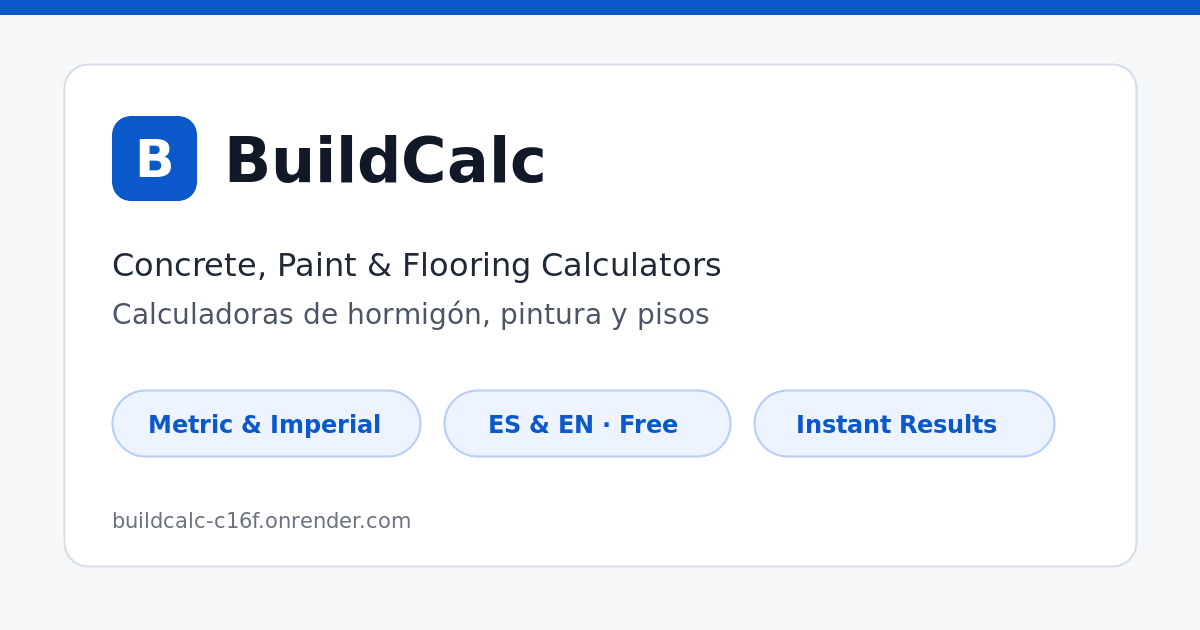 B
BuildCalc
Concrete, Paint & Flooring Calculators
Calculadoras de hormigón, pintura y pisos
Metric & Imperial
ES & EN · Free
Instant Results
buildcalc-c16f.onrender.com